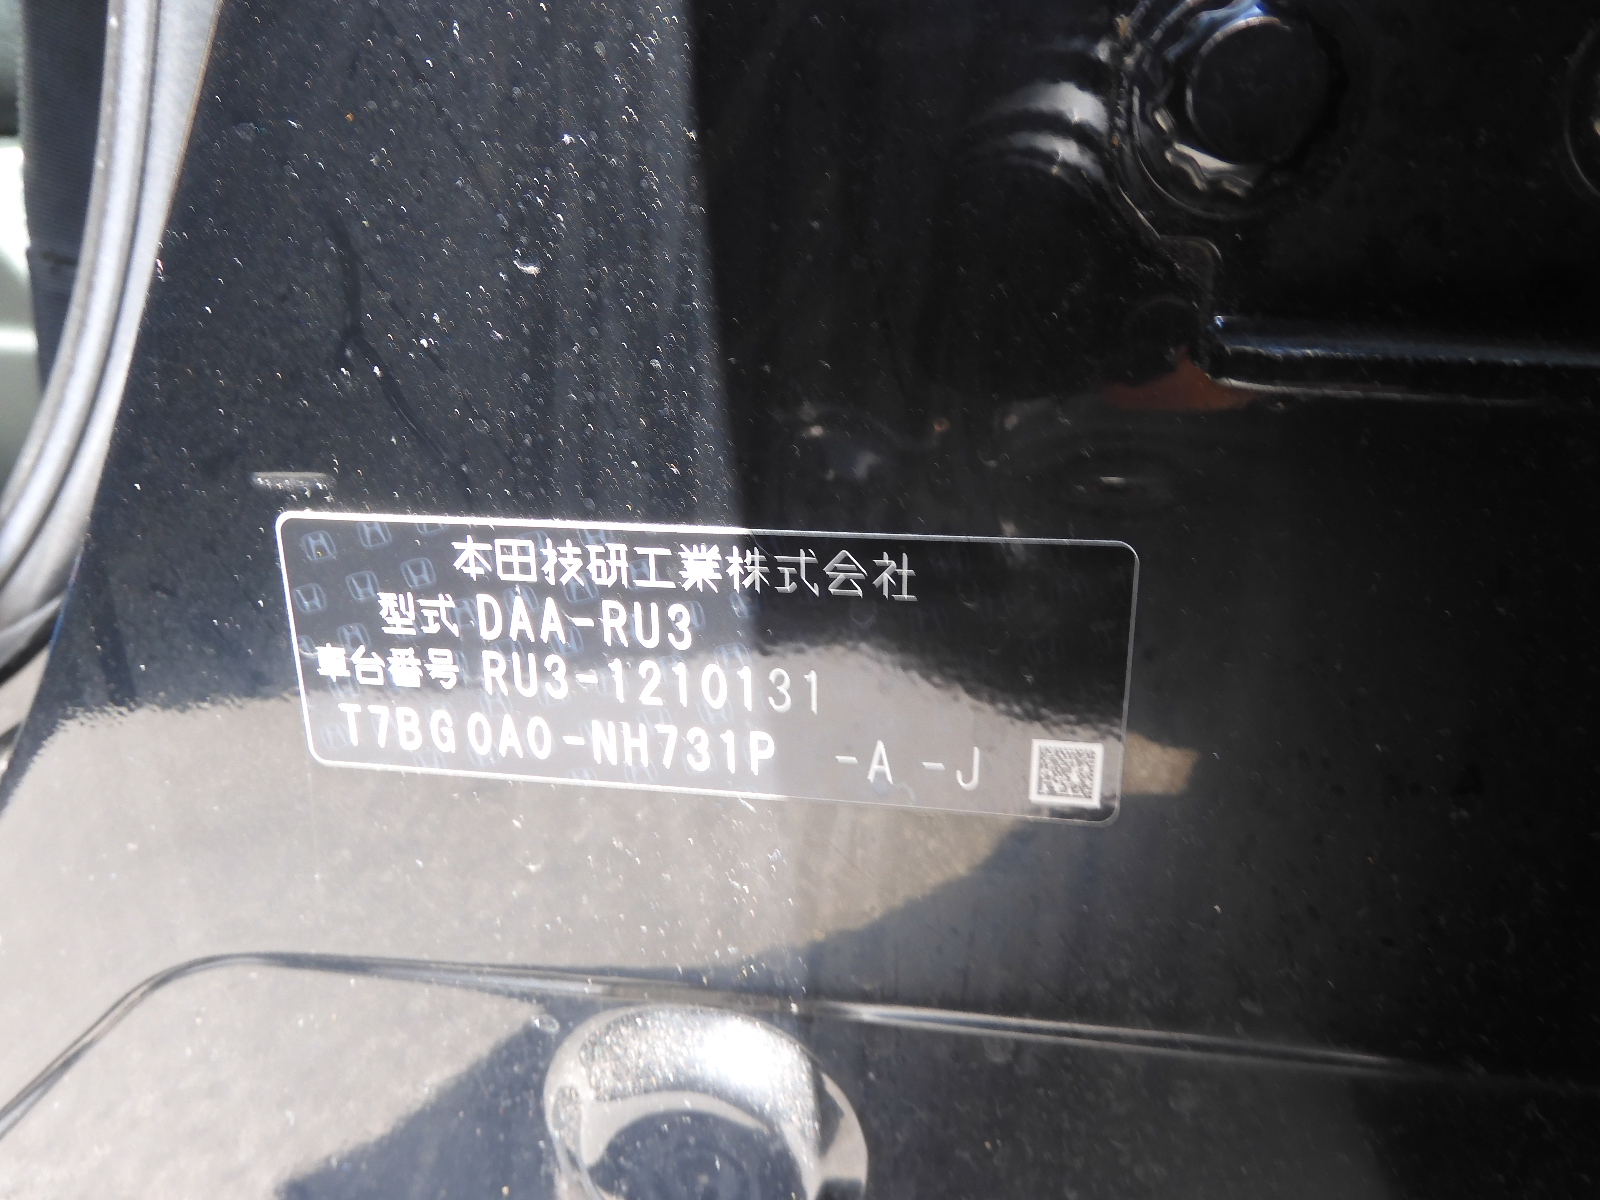 本田技研工業株式会社
型式 DAA-RU3
車台番号 RU3-1210131
T7BG0A0-NH731P -A -J